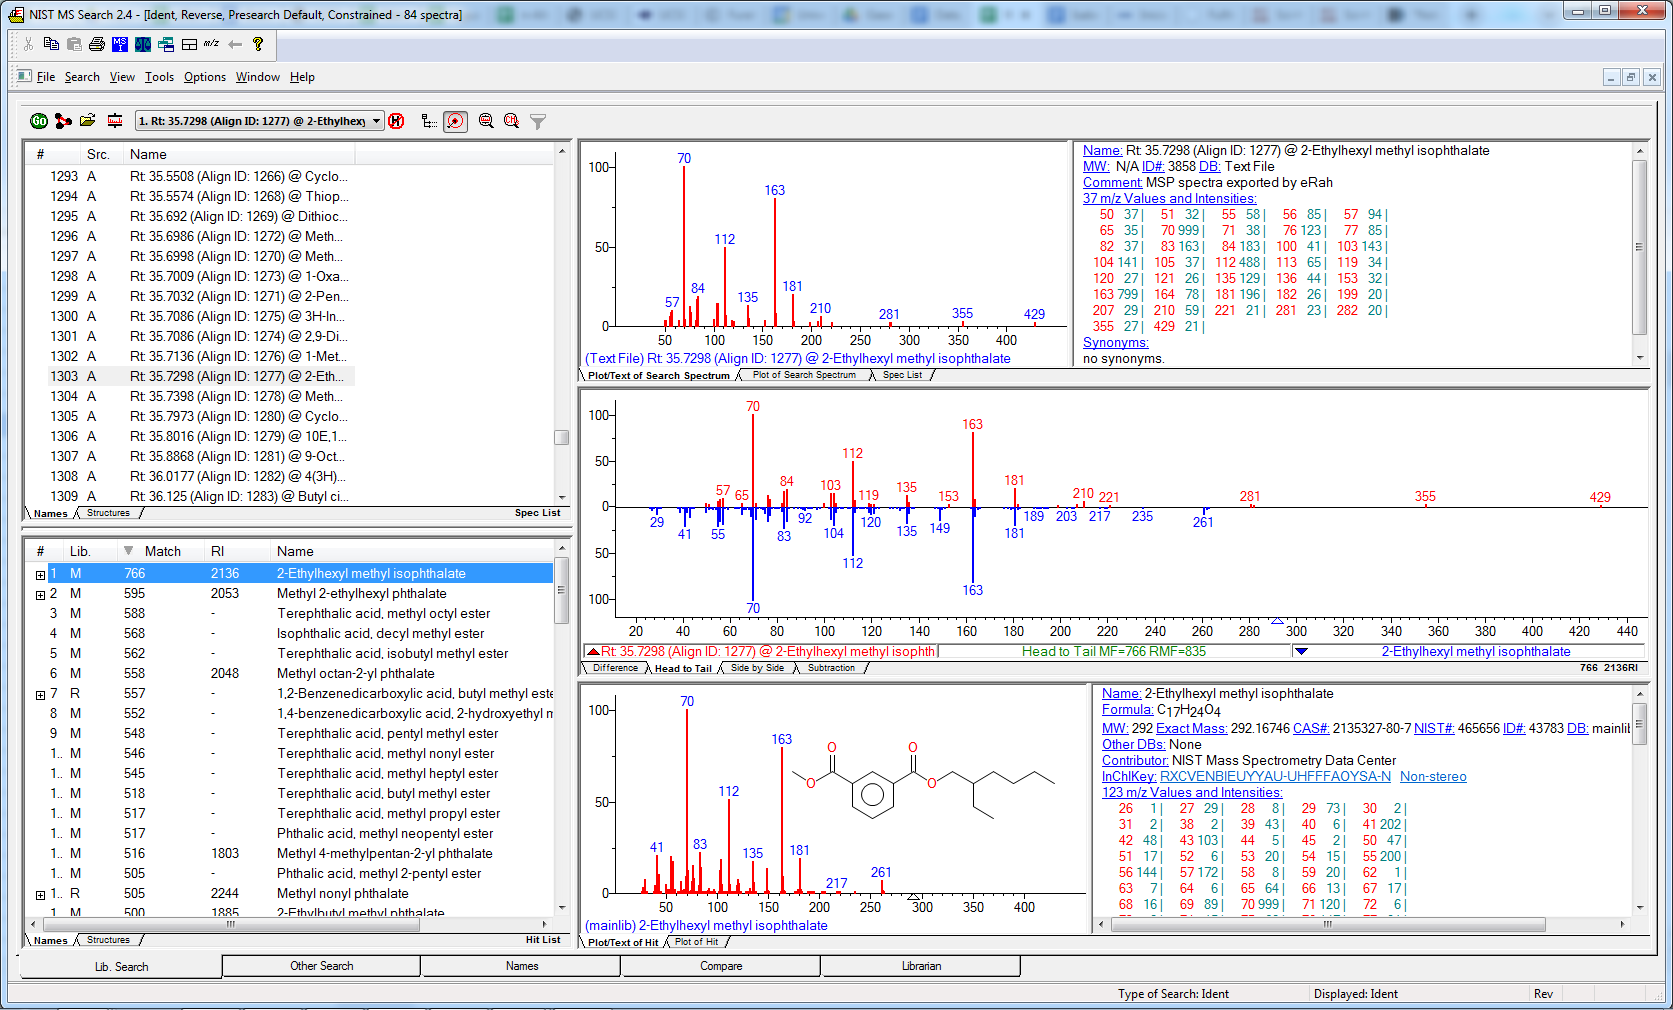 NIST MS Search 2.4 - [Ident, Reverse, Presearch Default, Constrained - 84 spectra]
File Search View Tools Options Window Help
1. Rt: 35.7298 (Align ID: 1277) @ 2-Ethylhexy
# Src. Name
1293 A Rt: 35.5508 (Align ID: 1266) @ Cyclo...
1294 A Rt: 35.5574 (Align ID: 1268) @ Thiop...
1295 A Rt: 35.692 (Align ID: 1269) @ Dithioc...
1296 A Rt: 35.6986 (Align ID: 1272) @ Meth...
1297 A Rt: 35.6998 (Align ID: 1270) @ Meth...
1298 A Rt: 35.7009 (Align ID: 1273) @ 1-Oxa...
1299 A Rt: 35.7032 (Align ID: 1271) @ 2-Pen...
1300 A Rt: 35.7086 (Align ID: 1275) @ 3H-In...
1301 A Rt: 35.7086 (Align ID: 1274) @ 2,9-Di...
1302 A Rt: 35.7136 (Align ID: 1276) @ 1-Met...
1303 A Rt: 35.7298 (Align ID: 1277) @ 2-Eth...
1304 A Rt: 35.7398 (Align ID: 1278) @ Meth...
1305 A Rt: 35.7973 (Align ID: 1280) @ Cyclo...
1306 A Rt: 35.8016 (Align ID: 1279) @ 10E,1...
1307 A Rt: 35.8868 (Align ID: 1281) @ 9-Oct...
1308 A Rt: 36.0177 (Align ID: 1282) @ 4(3H)...
1309 A Rt: 36.125 (Align ID: 1283) @ Butyl ci...
Names Structures Spec List
# Lib. Match RI Name
1 M 766 2136 2-Ethylhexyl methyl isophthalate
2 M 595 2053 Methyl 2-ethylhexyl phthalate
3 M 588 - Terephthalic acid, methyl octyl ester
4 M 568 - Isophthalic acid, decyl methyl ester
5 M 562 - Terephthalic acid, isobutyl methyl ester
6 M 558 2048 Methyl octan-2-yl phthalate
7 R 557 - 1,2-Benzenedicarboxylic acid, butyl methyl este
8 M 552 - 1,4-benzenedicarboxylic acid, 2-hydroxyethyl m
9 M 548 - Terephthalic acid, pentyl methyl ester
1.. M 546 - Terephthalic acid, methyl nonyl ester
1.. M 545 - Terephthalic acid, methyl heptyl ester
1.. M 518 - Terephthalic acid, butyl methyl ester
1.. M 517 - Terephthalic acid, methyl propyl ester
1.. M 517 - Phthalic acid, methyl neopentyl ester
1.. M 516 1803 Methyl 4-methylpentan-2-yl phthalate
1.. M 505 - Phthalic acid, methyl 2-pentyl ester
1.. R 505 2244 Methyl nonyl phthalate
1.. M 500 1885 2-Ethylbutyl methyl phthalate
Names Structures Hit List
100 50 0
70 163 112 57 84 135 181 210 281 355 429
50 100 150 200 250 300 350 400
(Text File) Rt: 35.7298 (Align ID: 1277) @ 2-Ethylhexyl methyl isophthalate
Plot/Text of Search Spectrum Plot of Search Spectrum Spec List
Name: Rt: 35.7298 (Align ID: 1277) @ 2-Ethylhexyl methyl isophthalate
MW: N/A ID#: 3858 DB: Text File
Comment: MSP spectra exported by eRah
37 m/z Values and Intensities:
50 37| 51 32| 55 58| 56 85| 57 94|
65 35| 70 999| 71 38| 76 123| 77 85|
82 37| 83 163| 84 183| 100 41| 103 143|
104 141| 105 37| 112 488| 113 65| 119 34|
120 27| 121 26| 135 129| 136 44| 153 32|
163 799| 164 78| 181 196| 182 26| 199 20|
207 29| 210 59| 221 21| 281 23| 282 20|
355 27| 429 21|
Synonyms:
no synonyms.
100 50 0 50 100
70 163 112 57 65 84 103 119 135 153 181 210 221 281 355 429
29 41 55 83 92 104 112 120 135 149 163 181 189 203 217 235 261
70
20 40 60 80 100 120 140 160 180 200 220 240 260 280 300 320 340 360 380 400 420 440
Rt: 35.7298 (Align ID: 1277) @ 2-Ethylhexyl methyl isophth Head to Tail MF=766 RMF=835 2-Ethylhexyl methyl isophthalate
Difference Head to Tail Side by Side Subtraction 766 2136RI
100 50 0
70 163 112 41 83 135 181 217 261
50 100 150 200 250 300 350 400
O O O O
(mainlib) 2-Ethylhexyl methyl isophthalate
Plot/Text of Hit Plot of Hit
Name: 2-Ethylhexyl methyl isophthalate
Formula: C17H24O4
MW: 292 Exact Mass: 292.16746 CAS#: 2135327-80-7 NIST#: 465656 ID#: 43783 DB: mainlib
Other DBs: None
Contributor: NIST Mass Spectrometry Data Center
InChIKey: RXCVENBIEUYYAU-UHFFFAOYSA-N Non-stereo
123 m/z Values and Intensities:
26 1| 27 29| 28 8| 29 73| 30 2|
31 2| 38 2| 39 43| 40 6| 41 202|
42 48| 43 103| 44 5| 45 2| 50 47|
51 17| 52 6| 53 20| 54 15| 55 200|
56 144| 57 172| 58 8| 59 20| 62 1|
63 7| 64 6| 65 64| 66 13| 67 17|
68 16| 69 89| 70 999| 71 120| 72 6|
Lib. Search Other Search Names Compare Librarian
Type of Search: Ident Displayed: Ident Rev